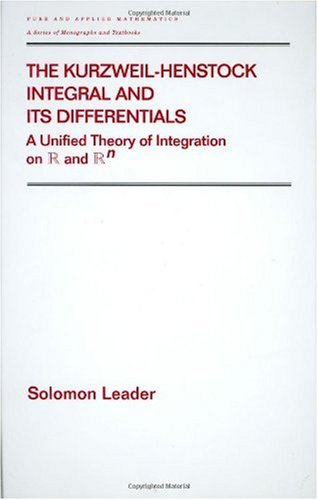 PURE AND APPLIED MATHEMATICS
A Series of Monographs and Textbooks
THE KURZWEIL-HENSTOCK
INTEGRAL AND
ITS DIFFERENTIALS
A Unified Theory of Integration
on ℝ and ℝⁿ
Solomon Leader